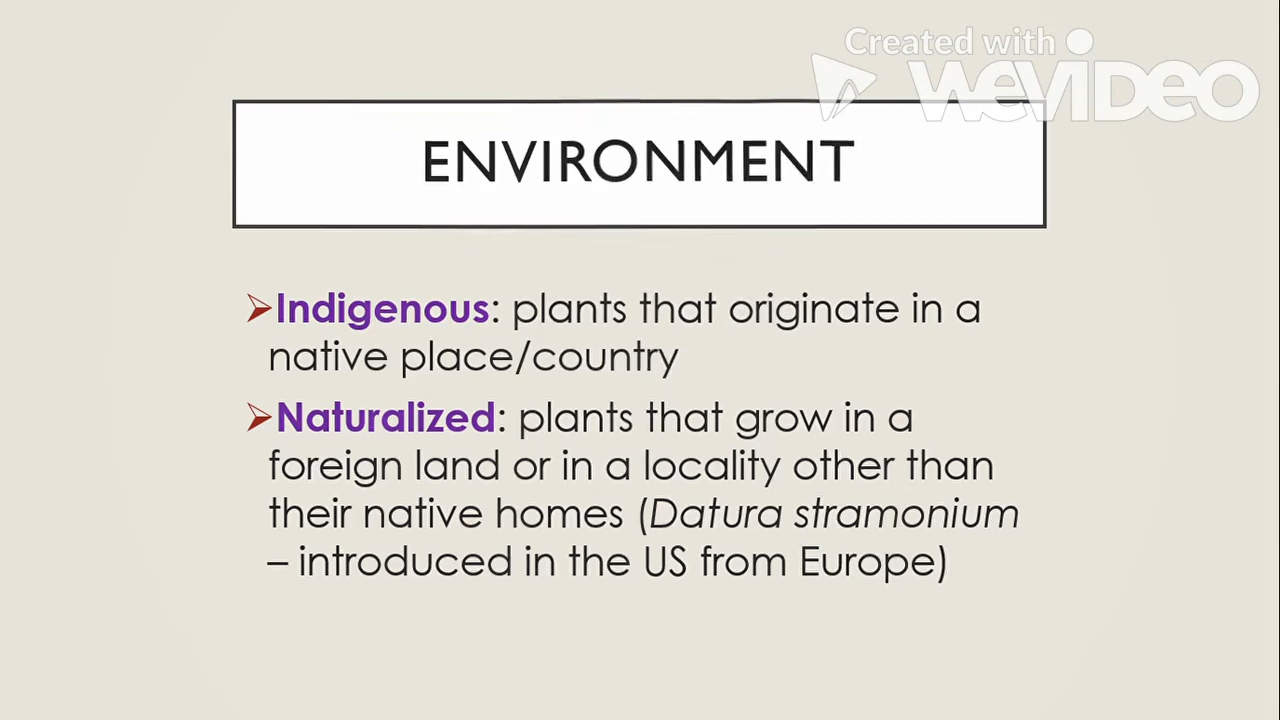 Created with
WEVIDEO
ENVIRONMENT
➢Indigenous: plants that originate in a
native place/country
➢Naturalized: plants that grow in a
foreign land or in a locality other than
their native homes (Datura stramonium
– introduced in the US from Europe)